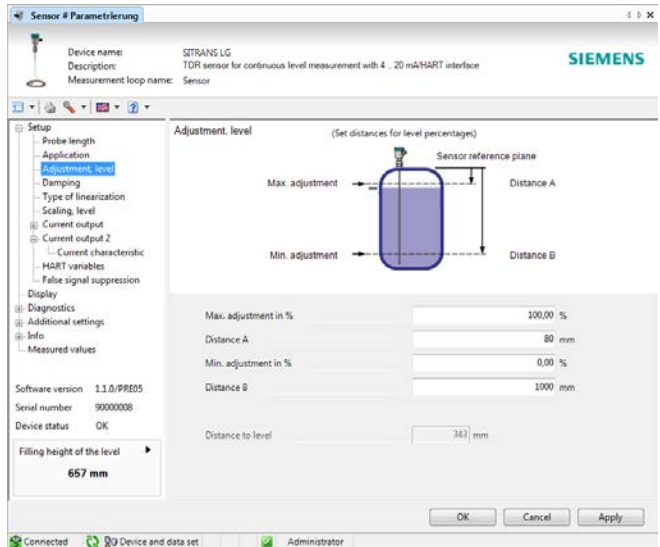 Sensor # Parametrierung
Device name: SITRANS LG
Description: TDR sensor for continuous level measurement with 4 .. 20 mA/HART interface
Measurement loop name: Sensor
SIEMENS
Setup
Probe length
Application
Adjustment, level
Damping
Type of linearization
Scaling, level
Current output
Current output 2
Current characteristic
HART variables
False signal suppression
Display
Diagnostics
Additional settings
Info
Measured values
Software version 1.1.0/PRE05
Serial number 90000008
Device status OK
Filling height of the level
657 mm
Adjustment, level (Set distances for level percentages)
Sensor reference plane
Max. adjustment Distance A
Min. adjustment Distance B
Max. adjustment in % 100,00 %
Distance A 80 mm
Min. adjustment in % 0,00 %
Distance B 1000 mm
Distance to level 343 mm
OK Cancel Apply
Connected Device and data set Administrator